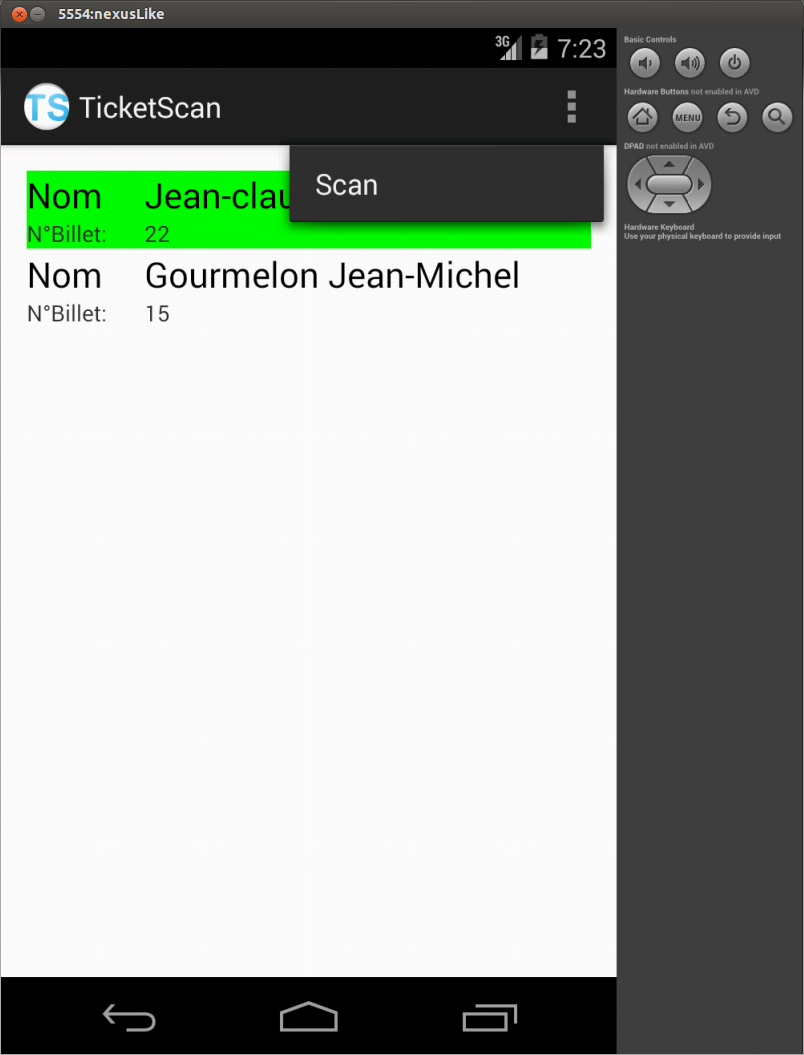 5554:nexusLike
3G 7:23
TS TicketScan
Scan
Nom
N°Billet: 22
Nom Gourmelon Jean-Michel
N°Billet: 15
Basic Controls
Hardware Buttons not enabled in AVD
MENU
DPAD not enabled in AVD
Hardware Keyboard
Use your physical keyboard to provide input